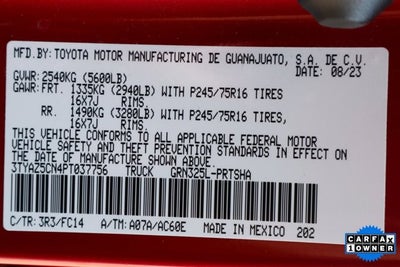 MFD.BY:TOYOTA MOTOR MANUFACTURING DE GUANAJUATO, S.A. DE C.V.
DATE: 08/23
GVWR:2540KG (5600LB)
GAWR:FRT. 1335KG (2940LB) WITH P245/75R16 TIRES
16X7J RIMS,
RR. 1490KG (3280LB) WITH P245/75R16 TIRES
16X7J RIMS,
THIS VEHICLE CONFORMS TO ALL APPLICABLE FEDERAL MOTOR
VEHICLE SAFETY AND THEFT PREVENTION STANDARDS IN EFFECT ON
THE DATE OF MANUFACTURE SHOWN ABOVE.
3TYAZ5CN4PT037756 TRUCK GRN325L-PRTSHA
C/TR: 3R3/FC14 A/TM: A07A/AC60E MADE IN MEXICO 202
CARFAX
1 OWNER